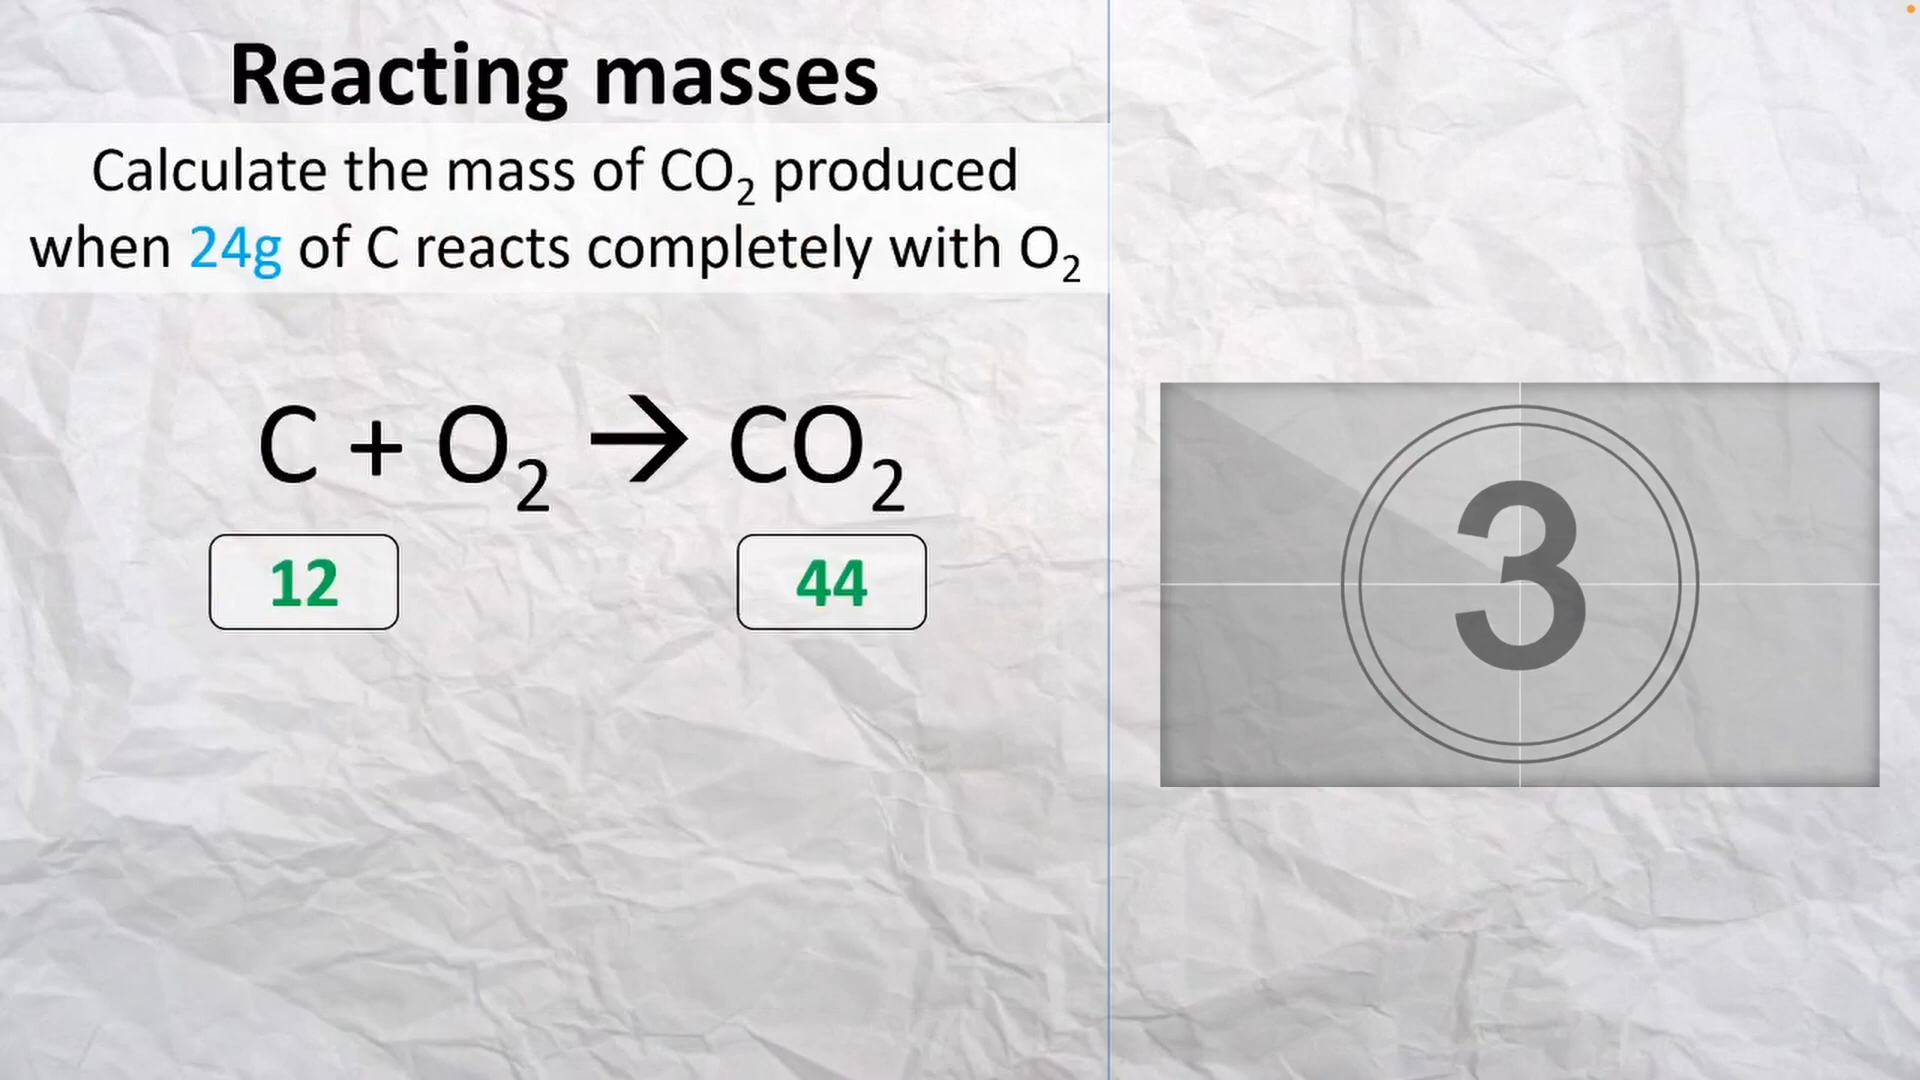 Reacting masses
Calculate the mass of CO₂ produced
when 24g of C reacts completely with O₂
C + O₂ → CO₂
12 44
3